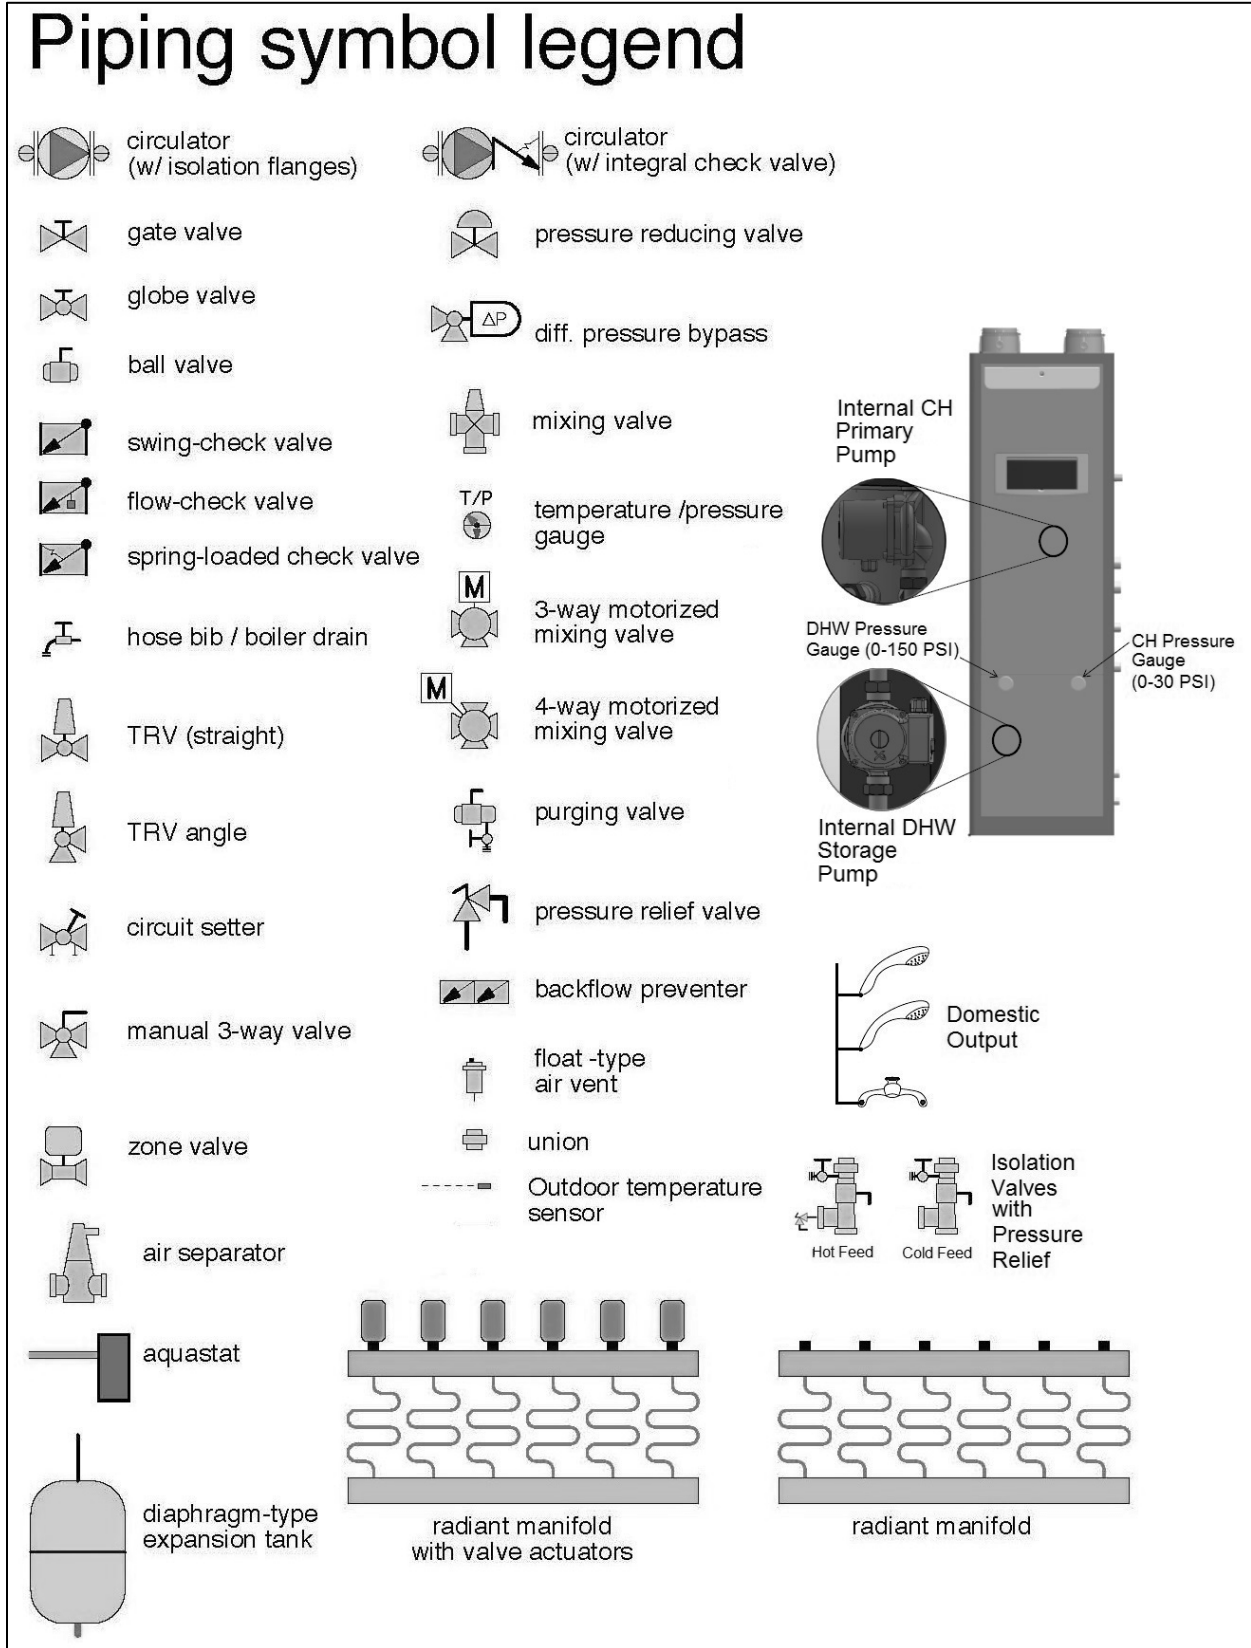 Piping symbol legend
circulator
(w/ isolation flanges)
gate valve
globe valve
ball valve
swing-check valve
flow-check valve
spring-loaded check valve
hose bib / boiler drain
TRV (straight)
TRV angle
circuit setter
manual 3-way valve
zone valve
air separator
aquastat
diaphragm-type
expansion tank
circulator
(w/ integral check valve)
pressure reducing valve
ΔP
diff. pressure bypass
mixing valve
T/P
temperature /pressure
gauge
M
3-way motorized
mixing valve
M
4-way motorized
mixing valve
purging valve
pressure relief valve
backflow preventer
float -type
air vent
union
Outdoor temperature
sensor
radiant manifold
with valve actuators
Internal CH
Primary
Pump
DHW Pressure
Gauge (0-150 PSI)
CH Pressure
Gauge
(0-30 PSI)
Internal DHW
Storage
Pump
Domestic
Output
Isolation
Valves
with
Pressure
Relief
Hot Feed
Cold Feed
radiant manifold